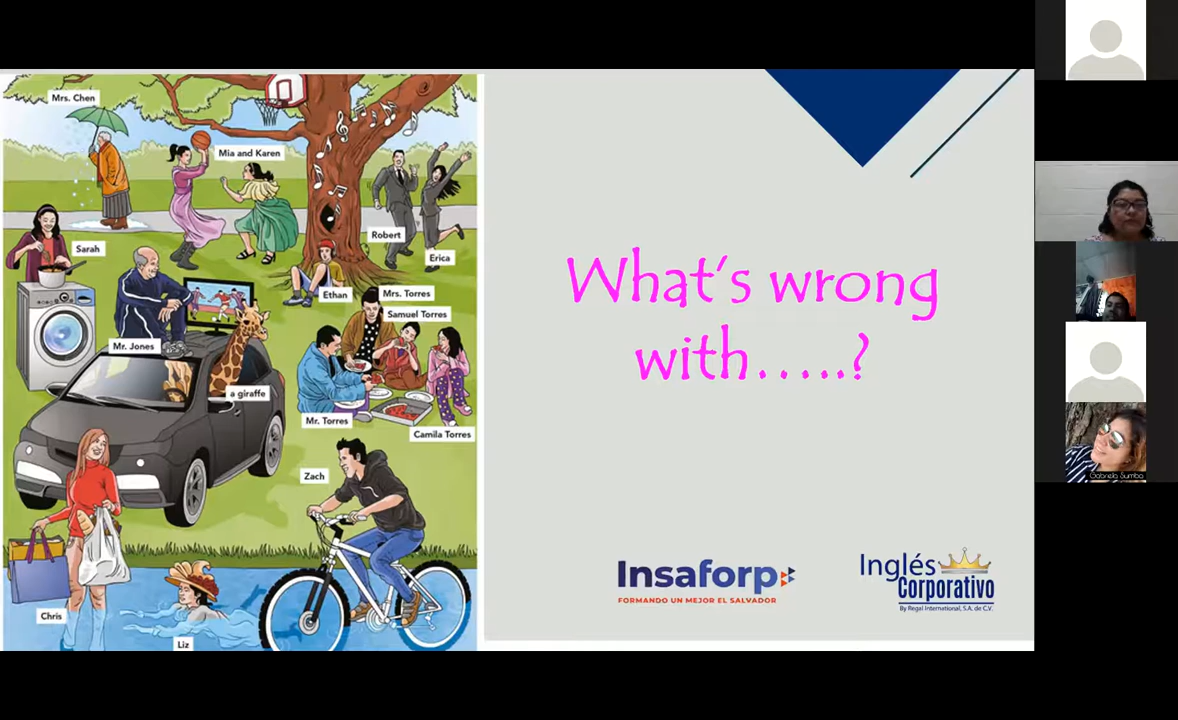 Mrs. Chen
Mia and Karen
Robert
Sarah
Erica
Ethan
Mrs. Torres
Samuel Torres
Mr. Jones
a giraffe
Mr. Torres
Camila Torres
Zach
Chris
Liz
What's wrong
with.....?
Insaforp
FORMANDO UN MEJOR EL SALVADOR
Inglés
Corporativo
By Regal International, S.A. de C.V.
Gabriela Sumba